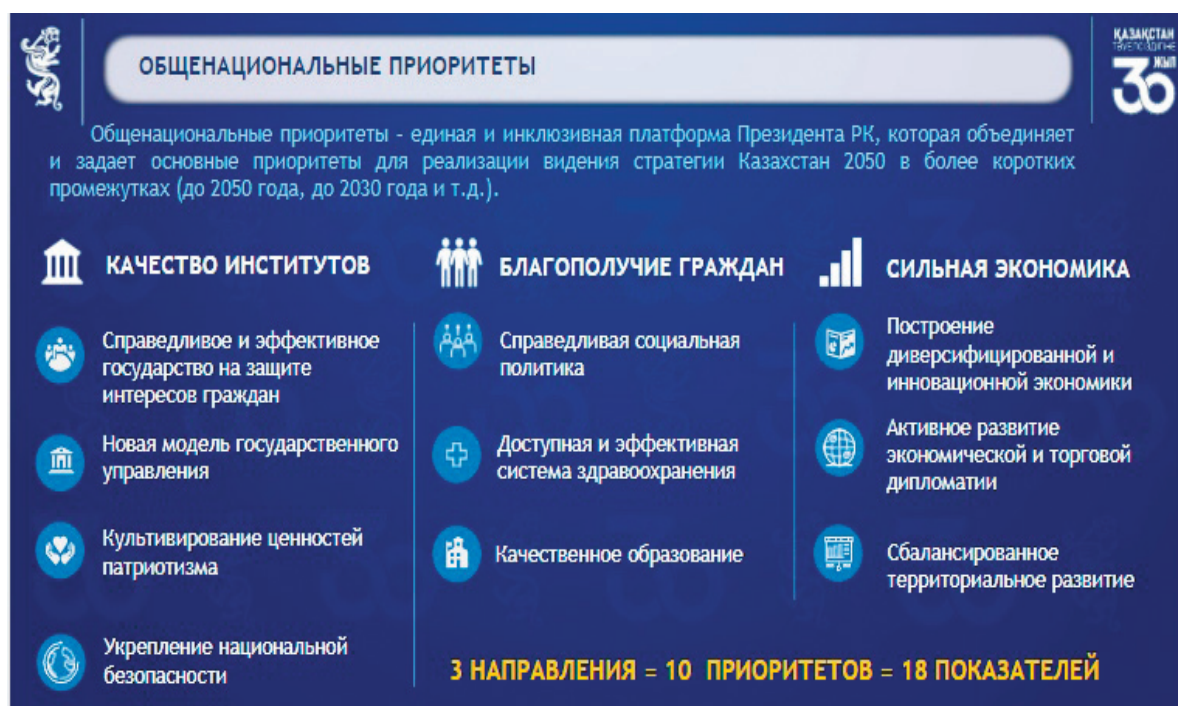 ОБЩЕНАЦИОНАЛЬНЫЕ ПРИОРИТЕТЫ
ҚАЗАҚСТАН
ТӘУЕЛСІЗДІГІНЕ
30 ЖЫЛ
Общенациональные приоритеты - единая и инклюзивная платформа Президента РК, которая объединяет
и задает основные приоритеты для реализации видения стратегии Казахстан 2050 в более коротких
промежутках (до 2050 года, до 2030 года и т.д.).
КАЧЕСТВО ИНСТИТУТОВ
Справедливое и эффективное
государство на защите
интересов граждан
Новая модель государственного
управления
Культивирование ценностей
патриотизма
Укрепление национальной
безопасности
БЛАГОПОЛУЧИЕ ГРАЖДАН
Справедливая социальная
политика
Доступная и эффективная
система здравоохранения
Качественное образование
СИЛЬНАЯ ЭКОНОМИКА
Построение
диверсифицированной и
инновационной экономики
Активное развитие
экономической и торговой
дипломатии
Сбалансированное
территориальное развитие
3 НАПРАВЛЕНИЯ = 10 ПРИОРИТЕТОВ = 18 ПОКАЗАТЕЛЕЙ